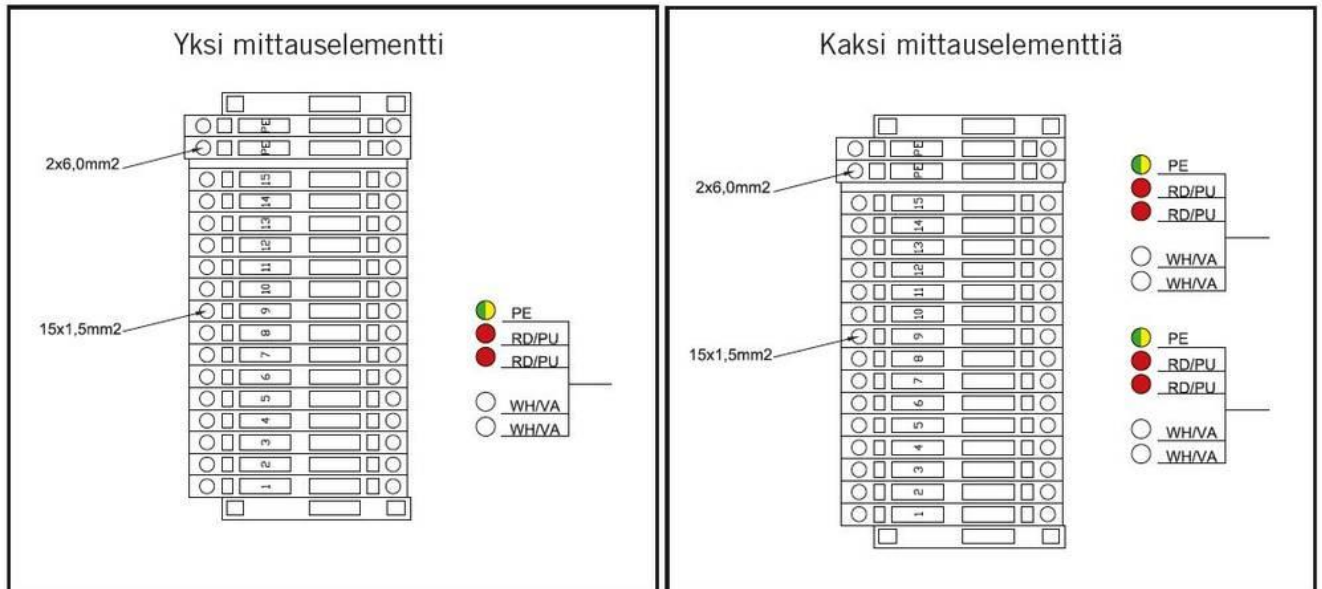 Yksi mittauselementti
PE
PE
2x6,0mm2
15
14
13
12
11
10
9
15x1,5mm2
8
7
6
5
4
3
2
1
PE
RD/PU
RD/PU
WH/VA
WH/VA
Kaksi mittauselementtiä
PE
PE
2x6,0mm2
15
14
13
12
11
10
9
15x1,5mm2
8
7
6
5
4
3
2
1
PE
RD/PU
RD/PU
WH/VA
WH/VA
PE
RD/PU
RD/PU
WH/VA
WH/VA